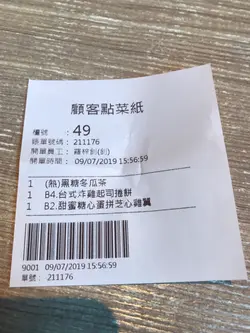 顧客點菜紙
檯號 : 49
賬單號碼 : 211176
開單員工 :
開單時間 : 09/07/2019 15:56:59
1 (熱)黑糖冬瓜茶
1 B4.台式炸雞起司捲餅
1 B2.甜蜜糖心蛋拼芝心雞翼
9001 09/07/2019 15:56:59
單號 : 211176